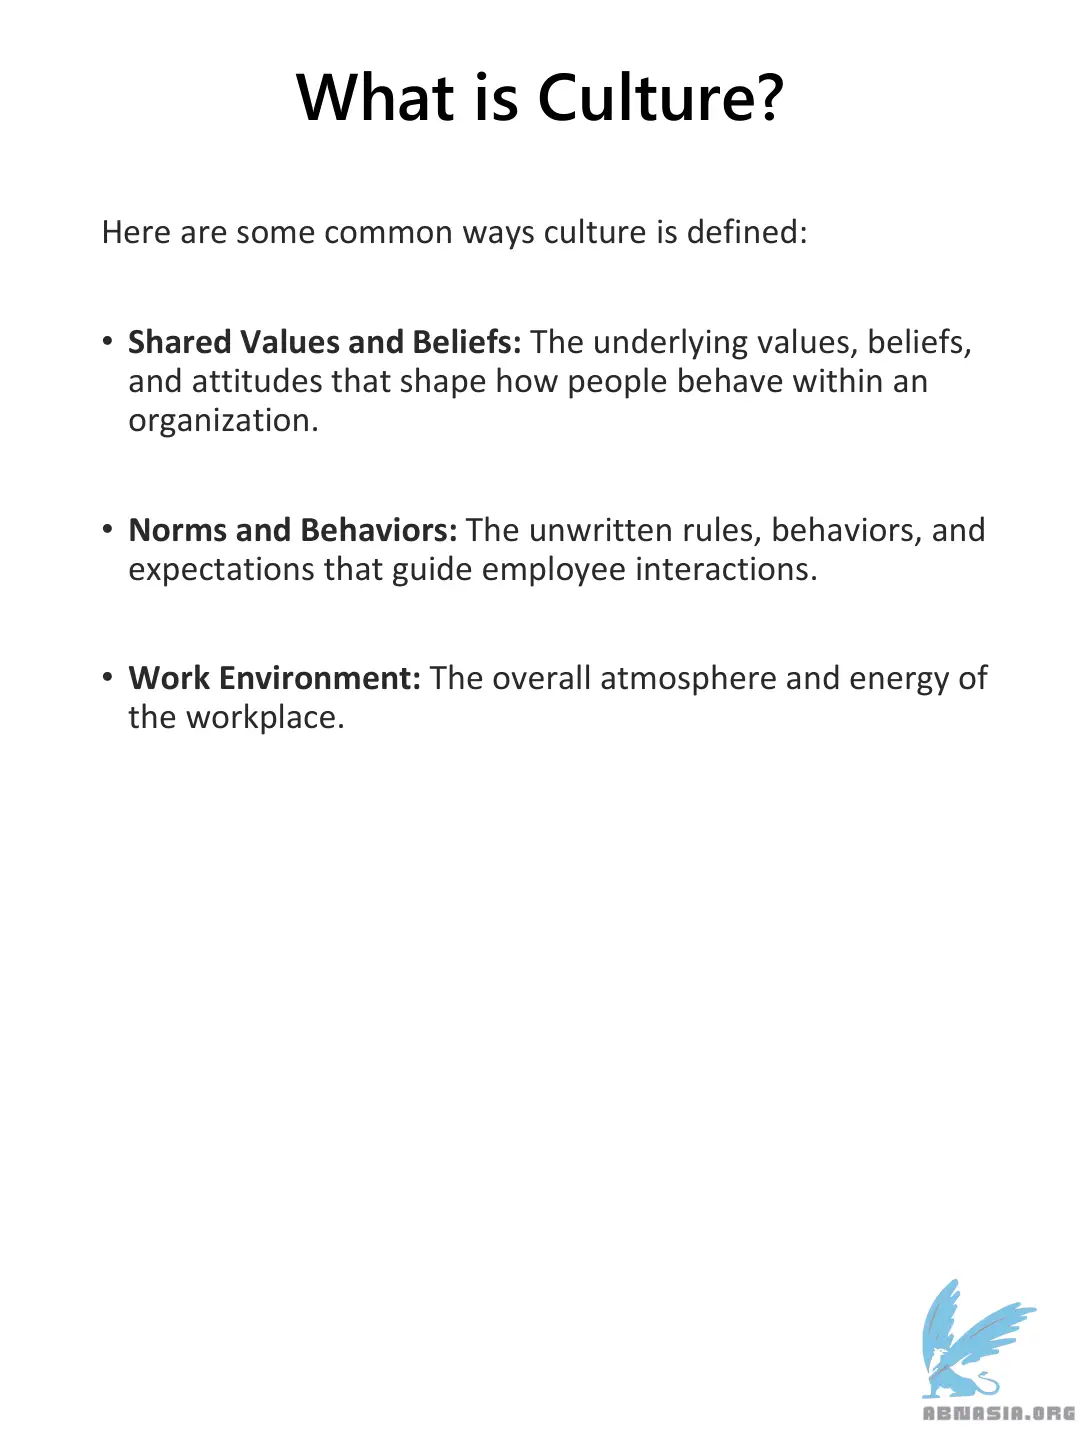 What is Culture?
Here are some common ways culture is defined:
• Shared Values and Beliefs: The underlying values, beliefs,
and attitudes that shape how people behave within an
organization.
• Norms and Behaviors: The unwritten rules, behaviors, and
expectations that guide employee interactions.
• Work Environment: The overall atmosphere and energy of
the workplace.
ABNASIA.ORG